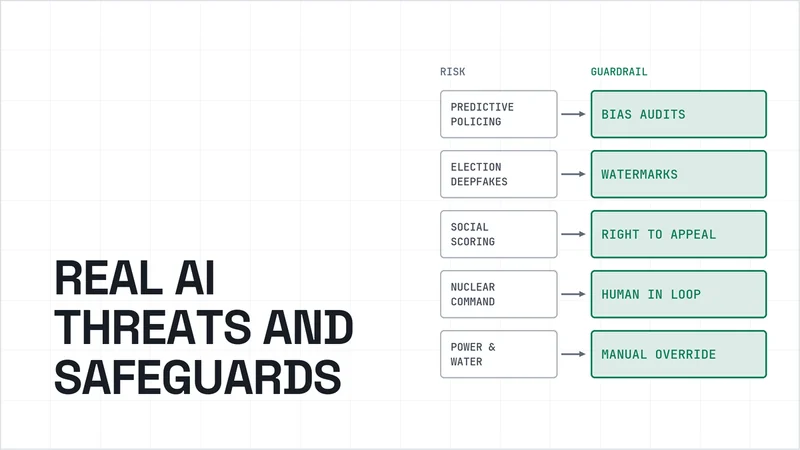 REAL AI
THREATS AND
SAFEGUARDS
RISK
GUARDRAIL
PREDICTIVE
POLICING
BIAS AUDITS
ELECTION
DEEPFAKES
WATERMARKS
SOCIAL
SCORING
RIGHT TO APPEAL
NUCLEAR
COMMAND
HUMAN IN LOOP
POWER &
WATER
MANUAL OVERRIDE